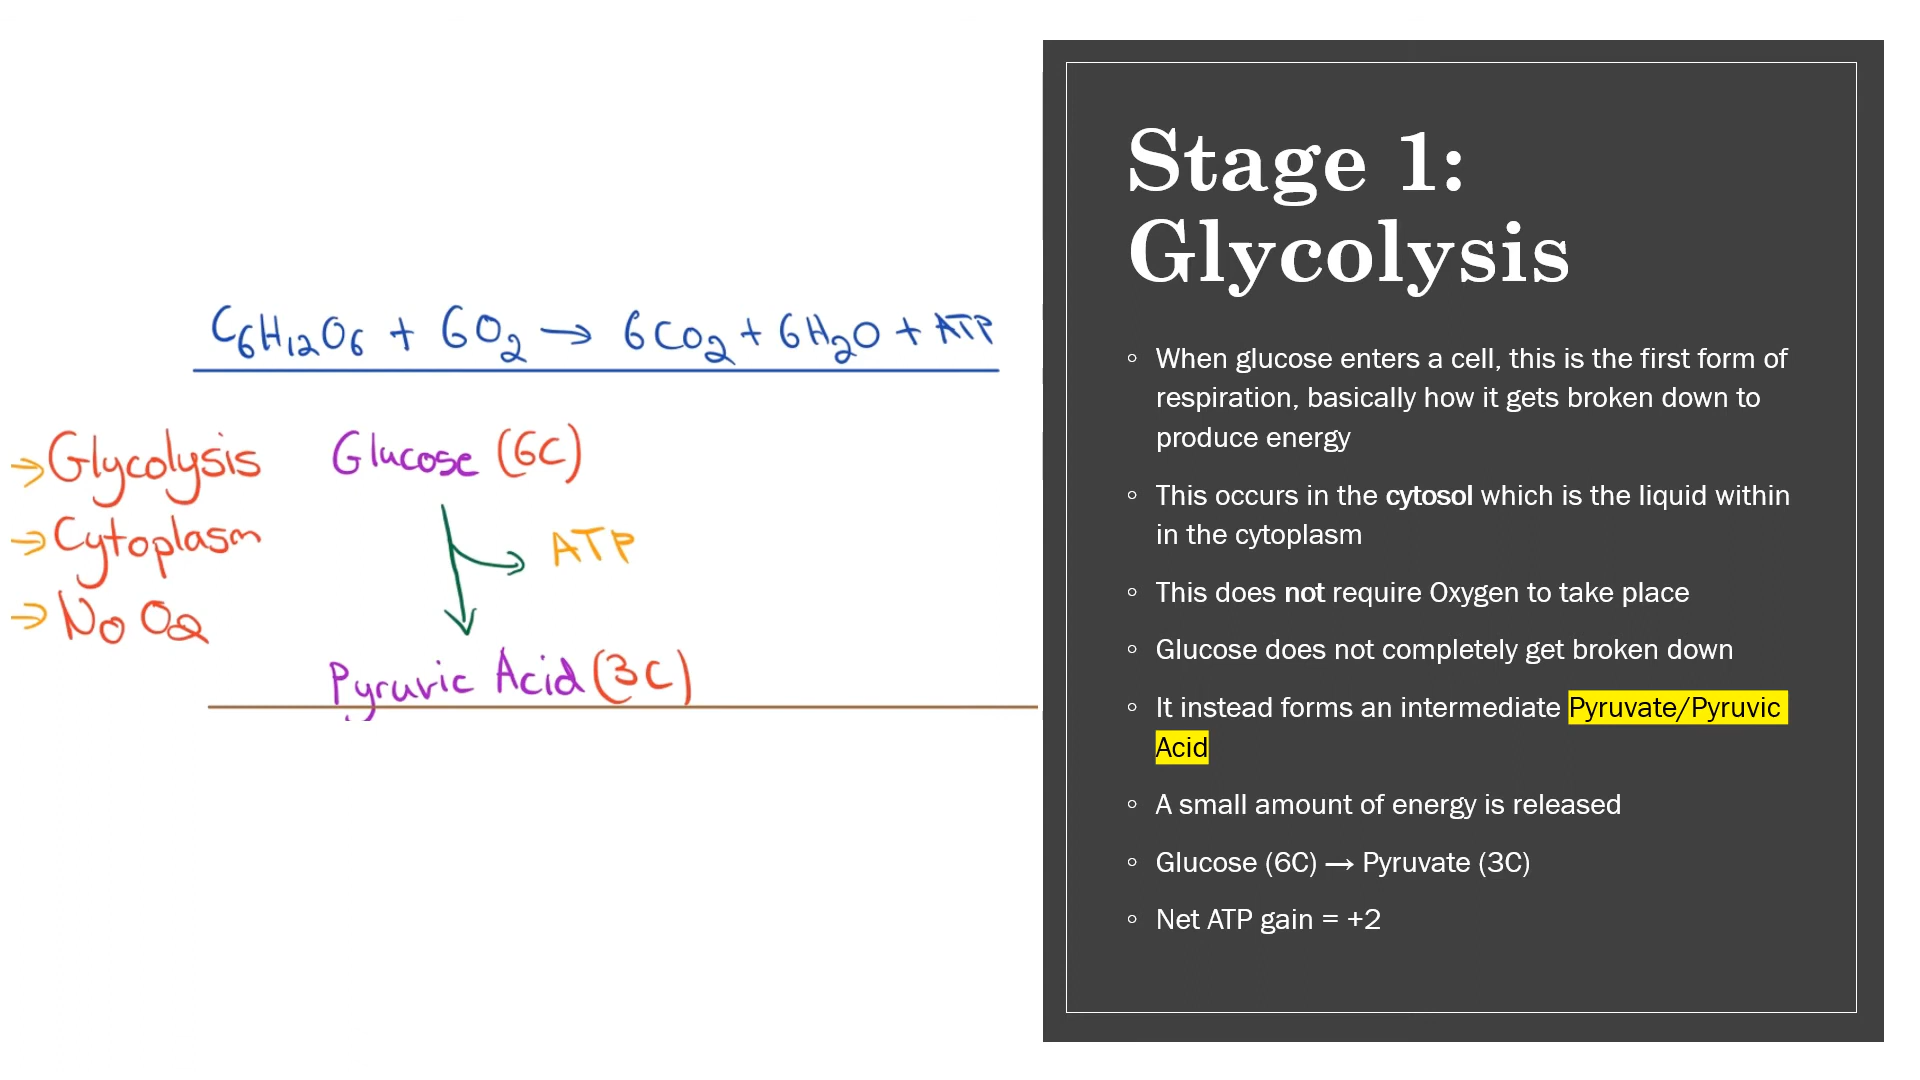 C6H12O6 + 6O2 → 6CO2 + 6H2O + ATP
→ Glycolysis
→ Cytoplasm
→ No O2
Glucose (6C)
ATP
Pyruvic Acid (3C)
Stage 1:
Glycolysis
◦ When glucose enters a cell, this is the first form of
respiration, basically how it gets broken down to
produce energy
◦ This occurs in the cytosol which is the liquid within
in the cytoplasm
◦ This does not require Oxygen to take place
◦ Glucose does not completely get broken down
◦ It instead forms an intermediate Pyruvate/Pyruvic
Acid
◦ A small amount of energy is released
◦ Glucose (6C) → Pyruvate (3C)
◦ Net ATP gain = +2